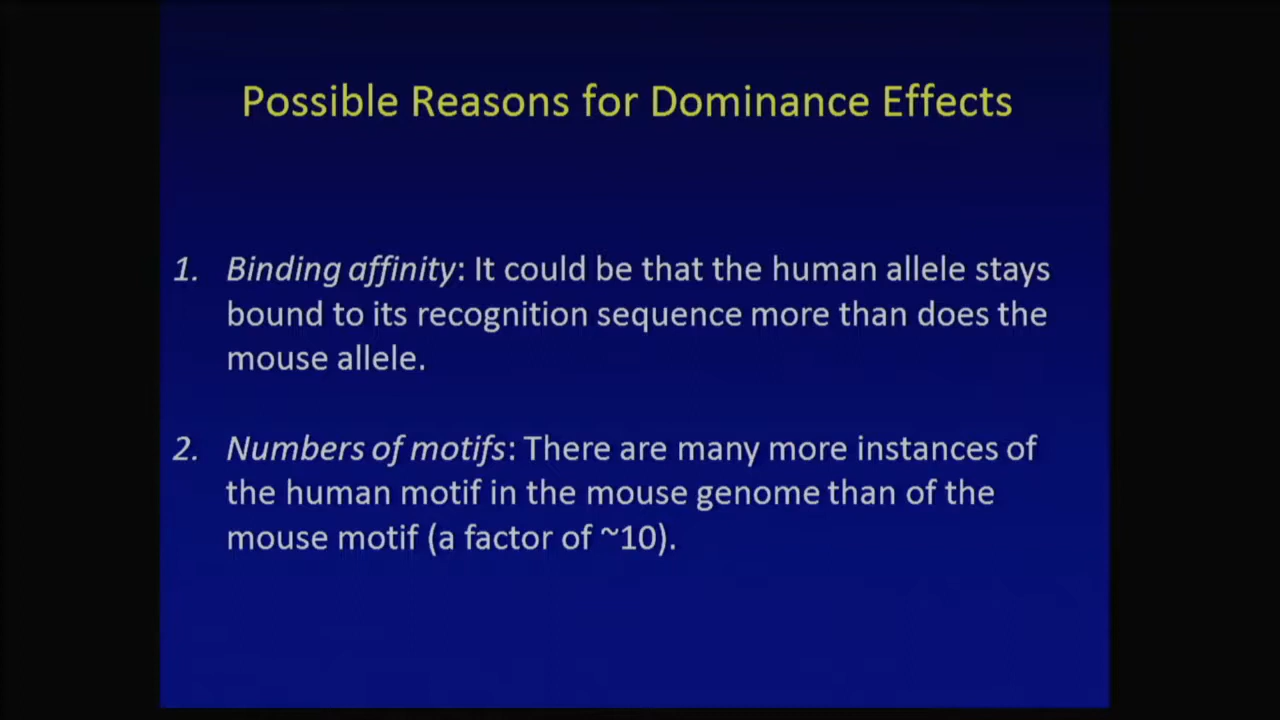 Possible Reasons for Dominance Effects
1. Binding affinity: It could be that the human allele stays
bound to its recognition sequence more than does the
mouse allele.
2. Numbers of motifs: There are many more instances of
the human motif in the mouse genome than of the
mouse motif (a factor of ~10).